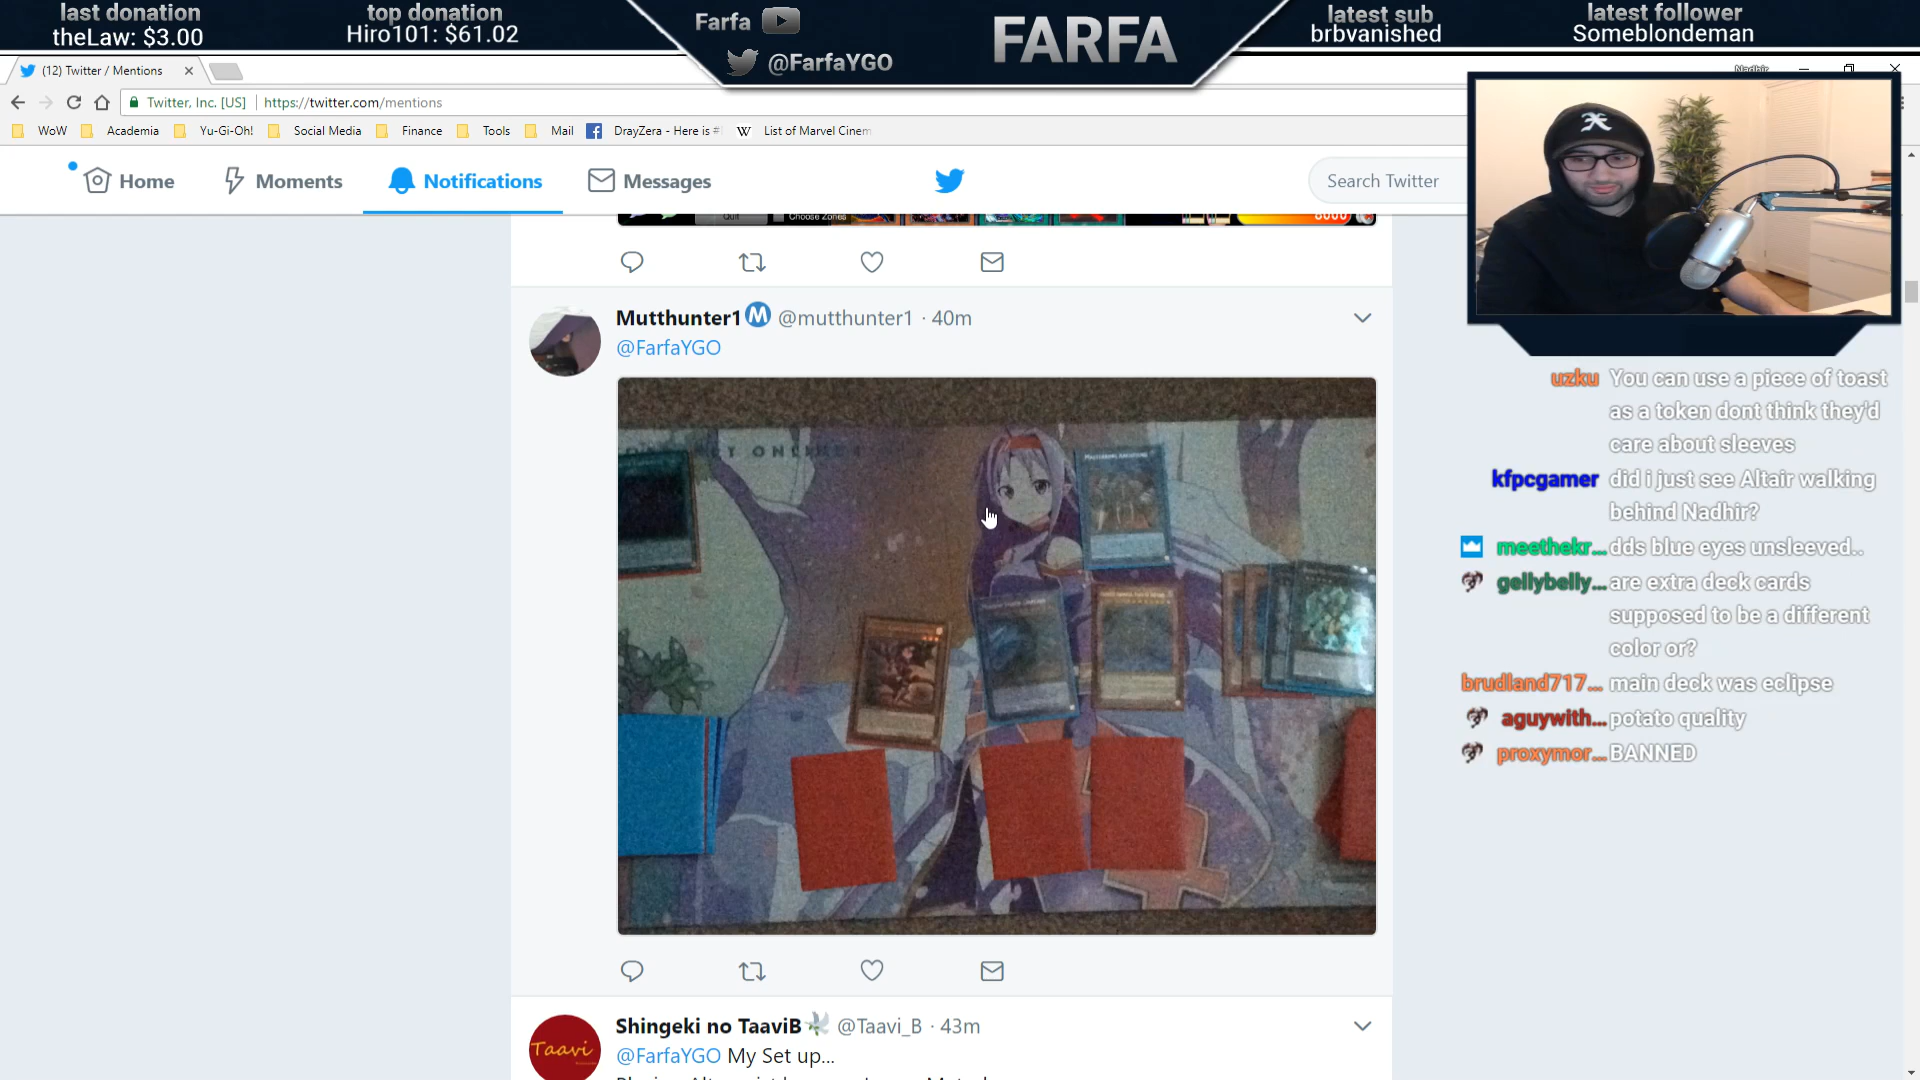 last donation
theLaw: $3.00
top donation
Hiro101: $61.02
Farfa
@FarfaYGO
FARFA
latest sub
brbvanished
latest follower
Someblondeman
(12) Twitter / Mentions
Nadhir
Twitter, Inc. [US] | https://twitter.com/mentions
WoW
Academia
Yu-Gi-Oh!
Social Media
Finance
Tools
Mail
DrayZera - Here is #
W List of Marvel Cinem
Home
Moments
Notifications
Messages
Search Twitter
Quit
Choose Zones
8000
Mutthunter1 M @mutthunter1 · 40m
@FarfaYGO
Shingeki no TaaviB @Taavi_B · 43m
Taavi
@FarfaYGO My Set up...
uzku You can use a piece of toast
as a token dont think they'd
care about sleeves
kfpcgamer did i just see Altair walking
behind Nadhir?
meethekr... dds blue eyes unsleeved..
gellybelly... are extra deck cards
supposed to be a different
color or?
brudland717... main deck was eclipse
aguywith... potato quality
proxymor... BANNED